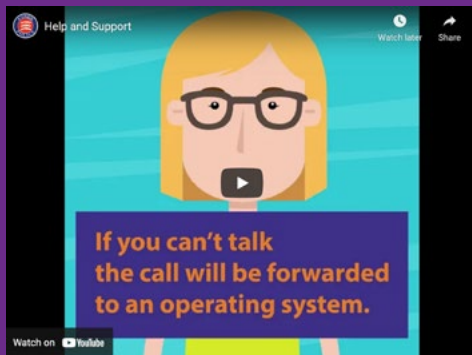 Help and Support
Watch later
Share
If you can't talk
the call will be forwarded
to an operating system.
Watch on YouTube